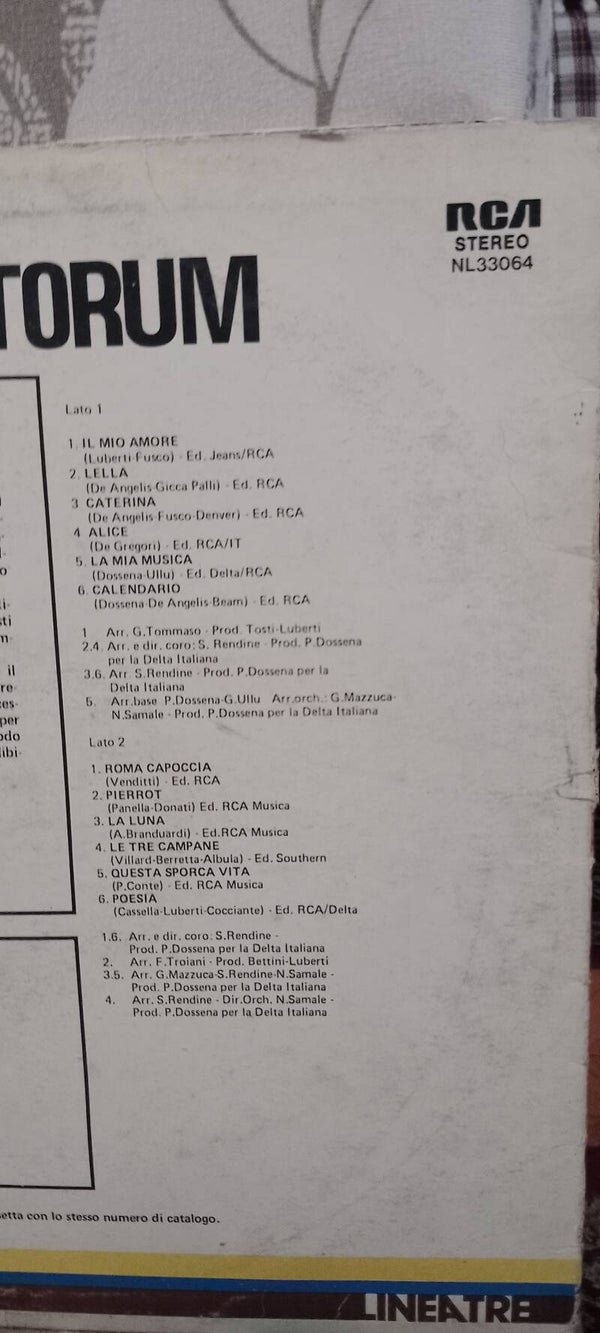 RCA
STEREO
NL33064
TORUM
Lato 1
1. IL MIO AMORE
(Luberti-Fusco) - Ed. Jeans/RCA
2. LELLA
(De Angelis-Gicca Palli) - Ed. RCA
3 CATERINA
(De Angelis-Fusco-Denver) - Ed. RCA
4 ALICE
(De Gregori) - Ed. RCA/IT
5. LA MIA MUSICA
(Dossena-Ullu) - Ed. Delta/RCA
6. CALENDARIO
(Dossena-De Angelis-Beam) - Ed. RCA
1 Arr. G.Tommaso - Prod. Tosti-Luberti
2.4. Arr. e dir. coro: S. Rendine - Prod. P.Dossena
per la Delta Italiana
3.6. Arr. S.Rendine - Prod. P.Dossena per la
Delta Italiana
5. Arr.base P.Dossena-G.Ullu Arr.orch.: G.Mazzuca-
N.Samale - Prod. P.Dossena per la Delta Italiana
Lato 2
1. ROMA CAPOCCIA
(Venditti) - Ed. RCA
2. PIERROT
(Panella-Donati) Ed. RCA Musica
3. LA LUNA
(A.Branduardi) - Ed.RCA Musica
4. LE TRE CAMPANE
(Villard-Berretta-Albula) - Ed. Southern
5. QUESTA SPORCA VITA
(P.Conte) - Ed. RCA Musica
6. POESIA
(Cassella-Luberti-Cocciante) - Ed. RCA/Delta
1.6. Arr. e dir. coro: S.Rendine -
Prod. P.Dossena per la Delta Italiana
2. Arr. F.Troiani - Prod. Bettini-Luberti
3.5. Arr. G.Mazzuca-S.Rendine-N.Samale -
Prod. P.Dossena per la Delta Italiana
4. Arr. S.Rendine - Dir.Orch. N.Samale -
Prod. P.Dossena per la Delta Italiana
il
per
etta con lo stesso numero di catalogo.
LINEATRE